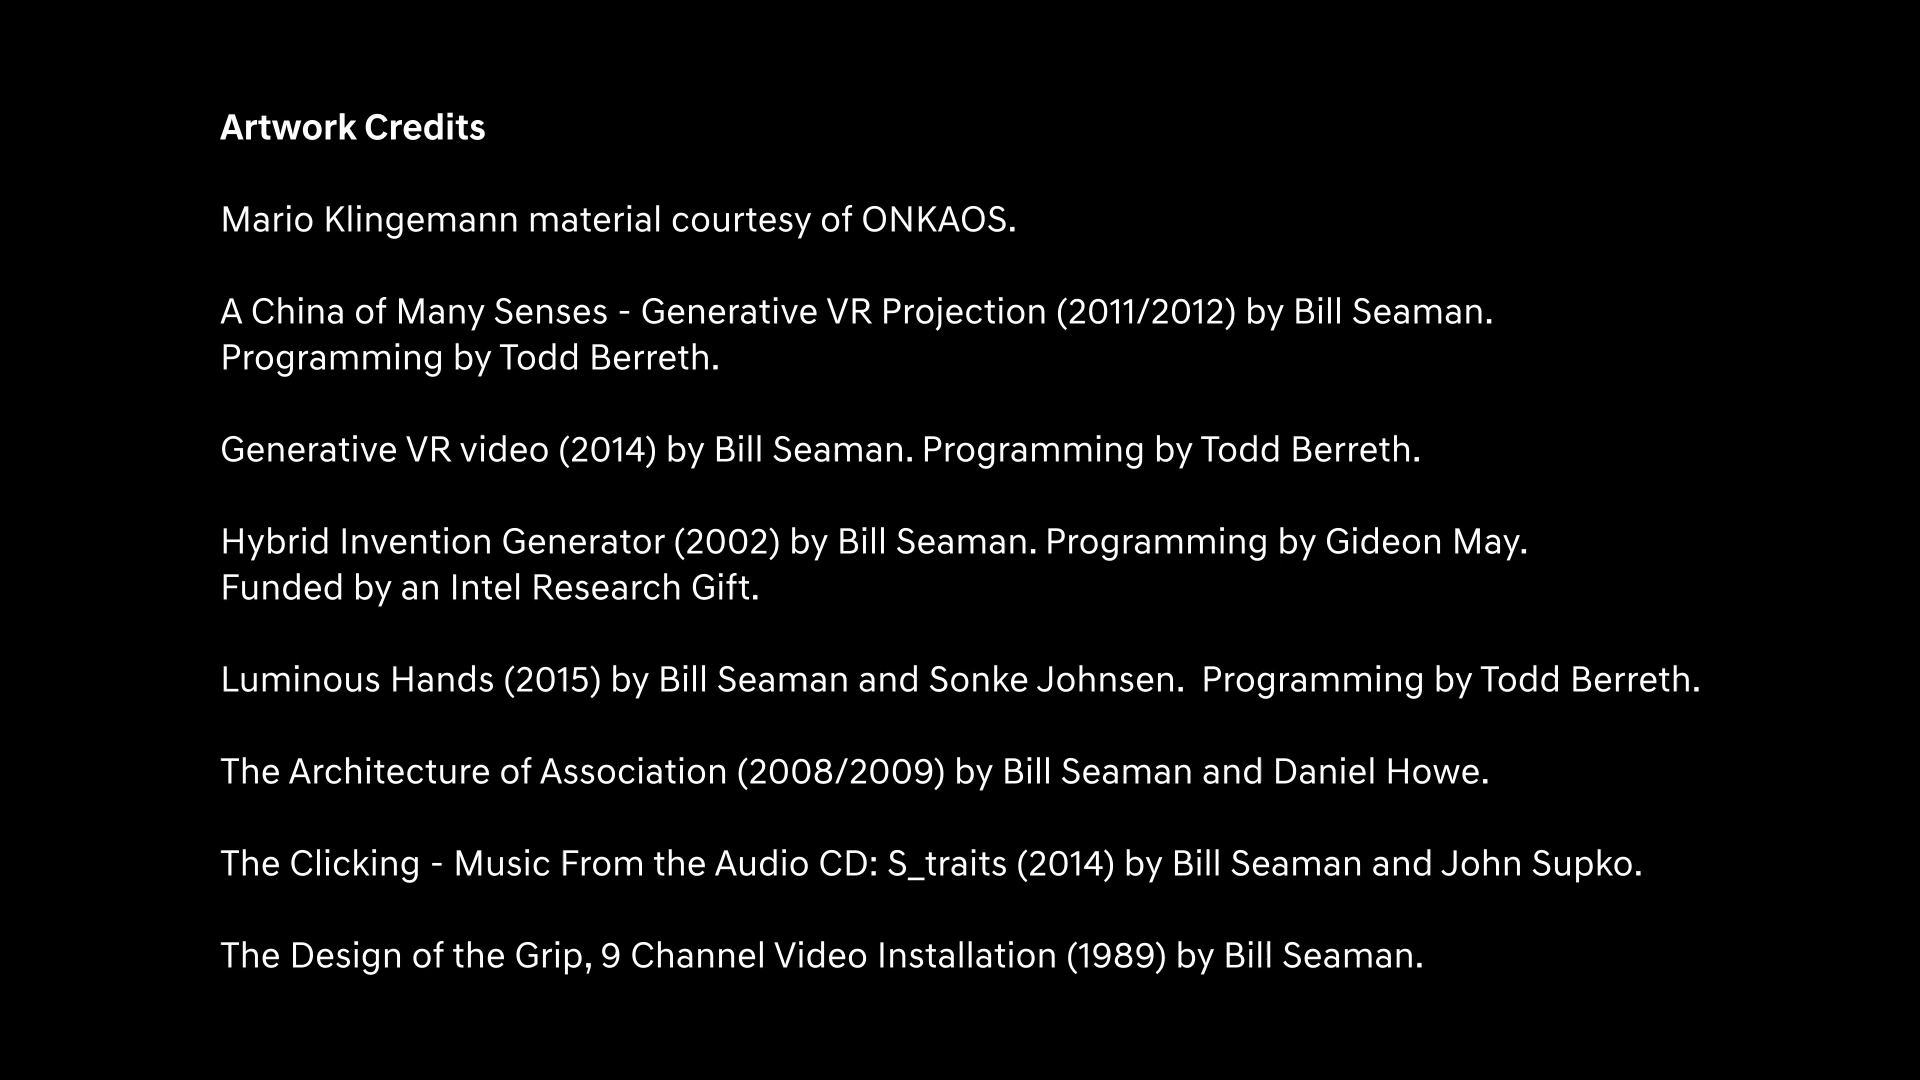 Artwork Credits
Mario Klingemann material courtesy of ONKAOS.
A China of Many Senses - Generative VR Projection (2011/2012) by Bill Seaman.
Programming by Todd Berreth.
Generative VR video (2014) by Bill Seaman. Programming by Todd Berreth.
Hybrid Invention Generator (2002) by Bill Seaman. Programming by Gideon May.
Funded by an Intel Research Gift.
Luminous Hands (2015) by Bill Seaman and Sonke Johnsen.  Programming by Todd Berreth.
The Architecture of Association (2008/2009) by Bill Seaman and Daniel Howe.
The Clicking - Music From the Audio CD: S_traits (2014) by Bill Seaman and John Supko.
The Design of the Grip, 9 Channel Video Installation (1989) by Bill Seaman.